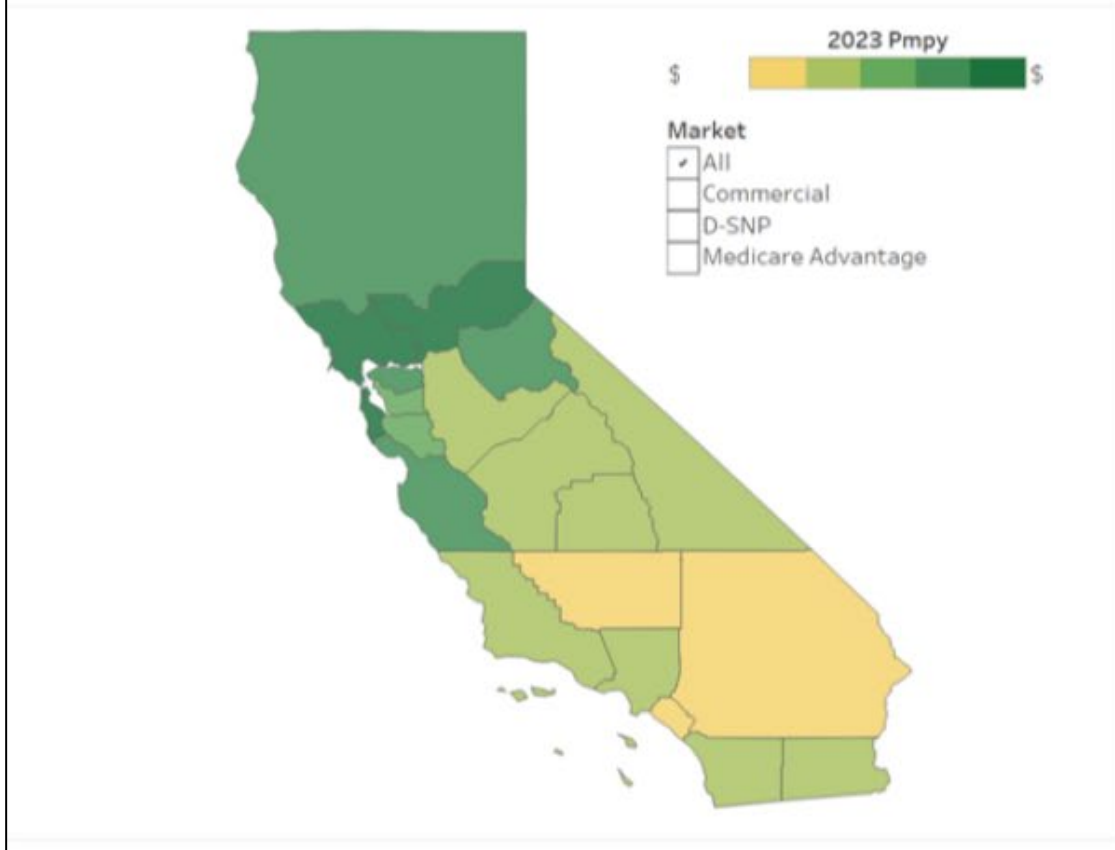 2023 Pmpy
$ $
Market
All
Commercial
D-SNP
Medicare Advantage